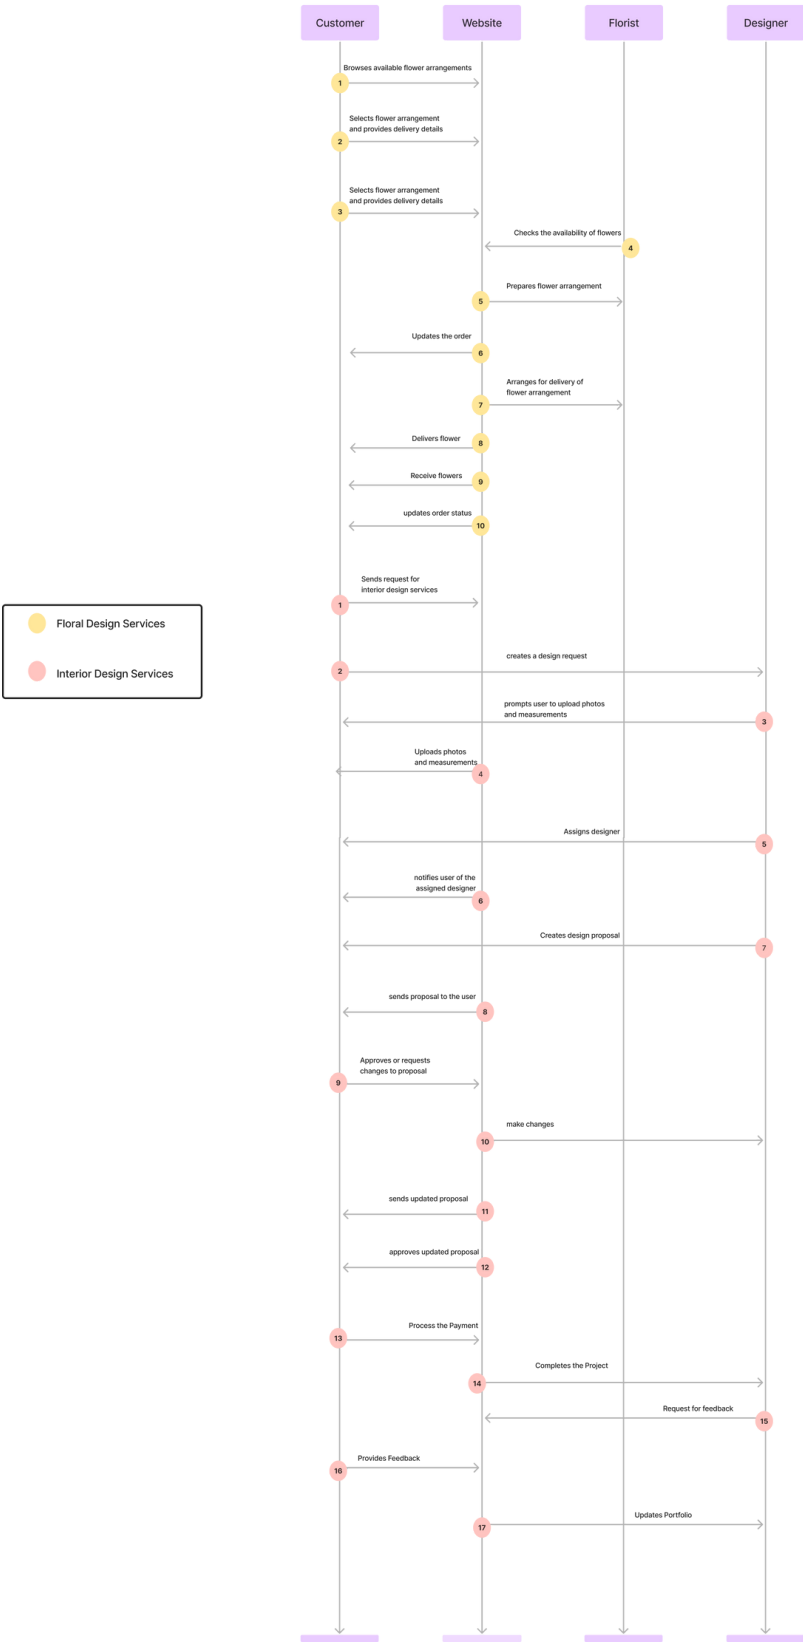 Customer
Website
Florist
Designer
Browses available flower arrangements
1
Selects flower arrangement
and provides delivery details
2
Selects flower arrangement
and provides delivery details
3
Checks the availability of flowers
4
Prepares flower arrangement
5
Updates the order
6
Arranges for delivery of
flower arrangement
7
Delivers flower
8
Receive flowers
9
updates order status
10
Sends request for
interior design services
1
Floral Design Services
Interior Design Services
creates a design request
2
prompts user to upload photos
and measurements
3
Uploads photos
and measurements
4
Assigns designer
5
notifies user of the
assigned designer
6
Creates design proposal
7
sends proposal to the user
8
Approves or requests
changes to proposal
9
make changes
10
sends updated proposal
11
approves updated proposal
12
Process the Payment
13
Completes the Project
14
Request for feedback
15
Provides Feedback
16
Updates Portfolio
17